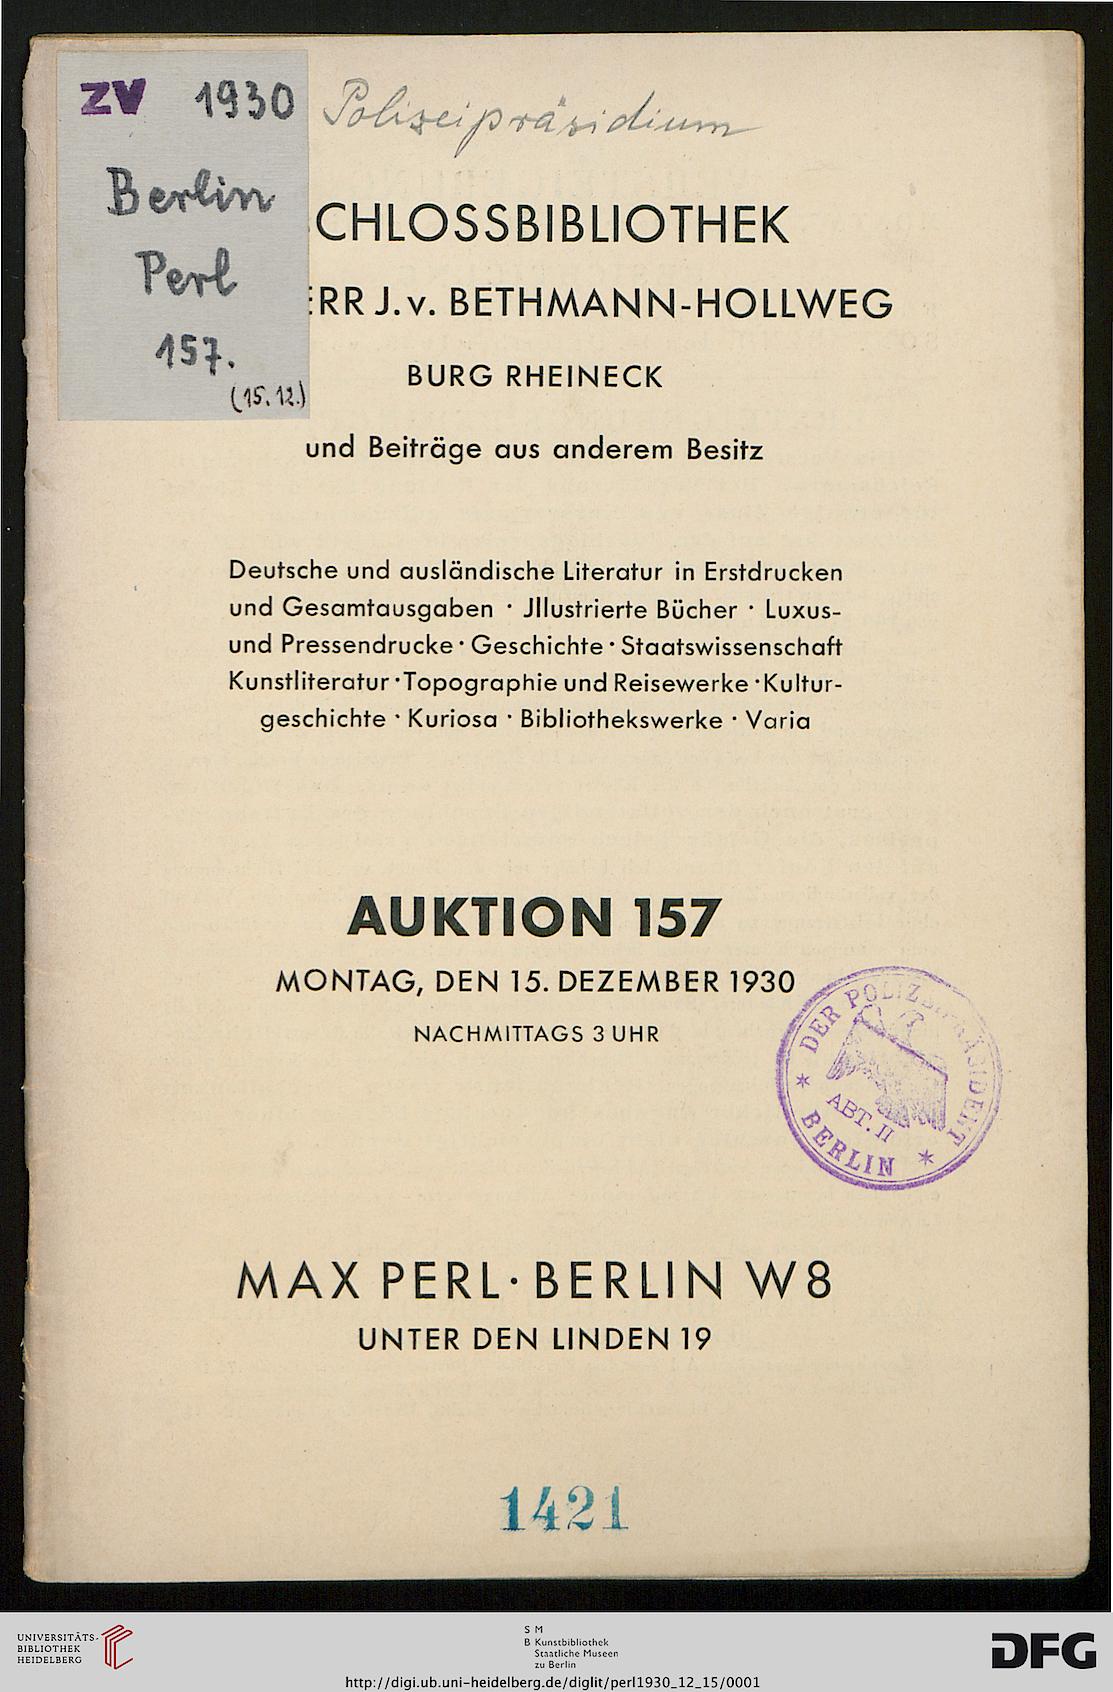 ZV 1930
Berlin
Perl
157.
(15.12.)
Polizeipräsidium
SCHLOSSBIBLIOTHEK
ERR J. v. BETHMANN-HOLLWEG
BURG RHEINECK
und Beiträge aus anderem Besitz
Deutsche und ausländische Literatur in Erstdrucken
und Gesamtausgaben · Jllustrierte Bücher · Luxus-
und Pressendrucke · Geschichte · Staatswissenschaft
Kunstliteratur · Topographie und Reisewerke · Kultur-
geschichte · Kuriosa · Bibliothekswerke · Varia
AUKTION 157
MONTAG, DEN 15. DEZEMBER 1930
NACHMITTAGS 3 UHR
DER POLIZEIPRÄSIDENT
ABT. II
* BERLIN *
MAX PERL · BERLIN W8
UNTER DEN LINDEN 19
1421
UNIVERSITÄTS-
BIBLIOTHEK
HEIDELBERG
S M
B Kunstbibliothek
Staatliche Museen
zu Berlin
DFG
http://digi.ub.uni-heidelberg.de/diglit/perl1930_12_15/0001